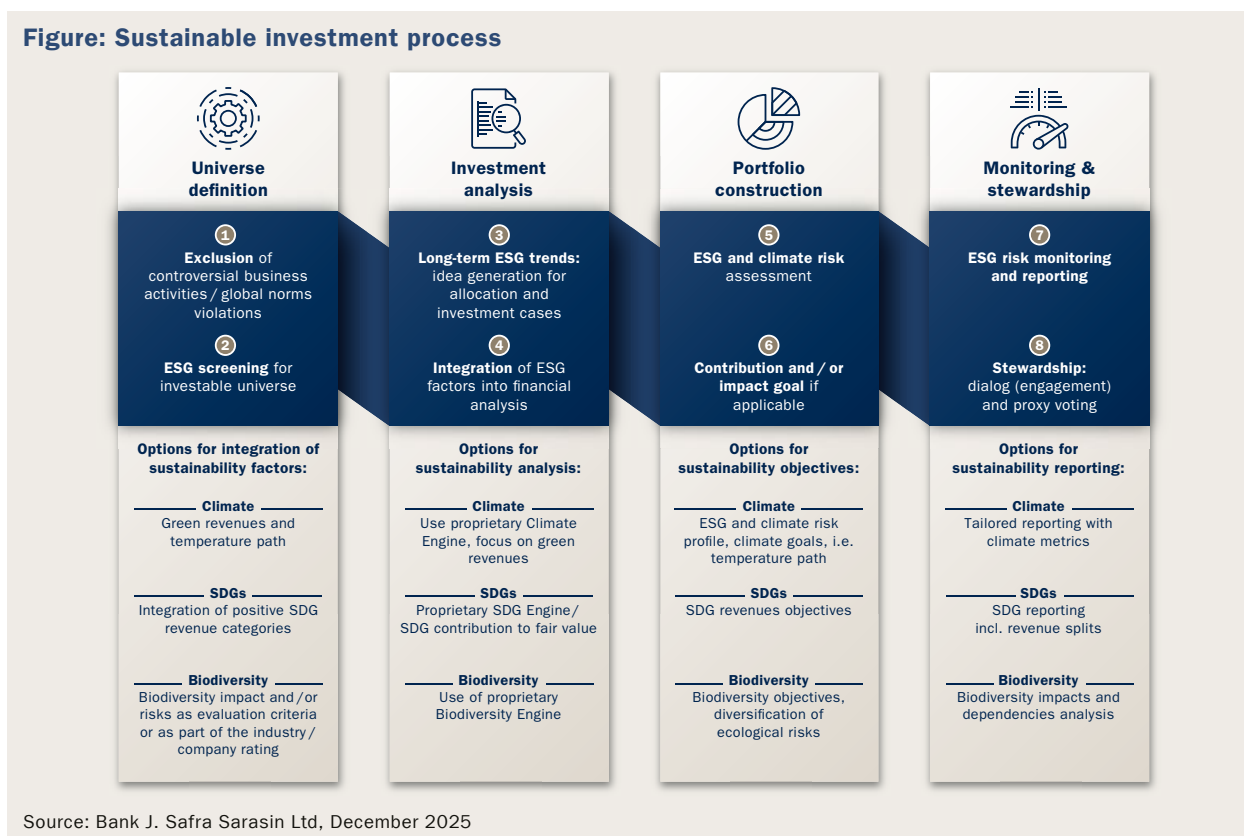 Figure: Sustainable investment process
Universe
definition
1
Exclusion of
controversial business
activities / global norms
violations
2
ESG screening for
investable universe
Options for integration of
sustainability factors:
Climate
Green revenues and
temperature path
SDGs
Integration of positive SDG
revenue categories
Biodiversity
Biodiversity impact and / or
risks as evaluation criteria
or as part of the industry /
company rating
Investment
analysis
3
Long-term ESG trends:
idea generation for
allocation and
investment cases
4
Integration of ESG
factors into financial
analysis
Options for
sustainability analysis:
Climate
Use proprietary Climate
Engine, focus on green
revenues
SDGs
Proprietary SDG Engine /
SDG contribution to fair value
Biodiversity
Use of proprietary
Biodiversity Engine
Portfolio
construction
5
ESG and climate risk
assessment
6
Contribution and / or
impact goal if
applicable
Options for
sustainability objectives:
Climate
ESG and climate risk
profile, climate goals, i.e.
temperature path
SDGs
SDG revenues objectives
Biodiversity
Biodiversity objectives,
diversification of
ecological risks
Monitoring &
stewardship
7
ESG risk monitoring
and reporting
8
Stewardship:
dialog (engagement)
and proxy voting
Options for
sustainability reporting:
Climate
Tailored reporting with
climate metrics
SDGs
SDG reporting
incl. revenue splits
Biodiversity
Biodiversity impacts and
dependencies analysis
Source: Bank J. Safra Sarasin Ltd, December 2025